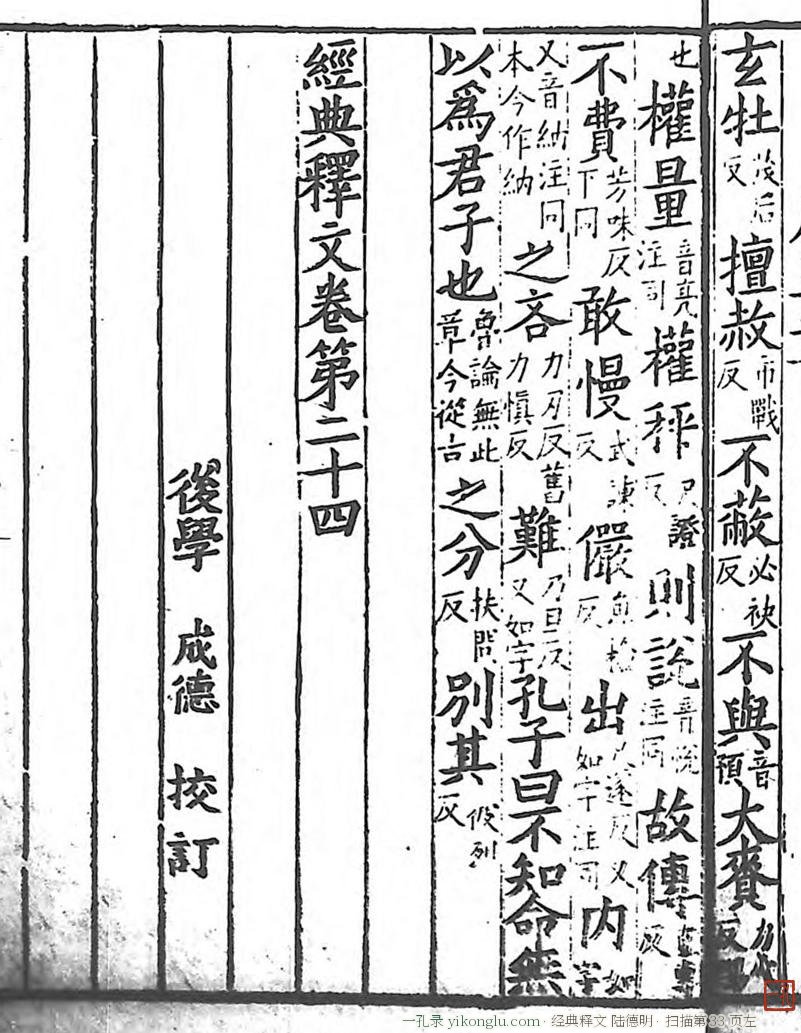 玄牡茂后反擅赦市戰反不蔽必袂反不與音預大賚力代反
也權量音亮注同權秤尺證反則說音悅注同故傳直專反
不費芳味反下同敢慢武諫反儼魚檢反出尺遂反又如字注同内如字
又音納注同本今作納之吝力刃反舊力愼反難乃旦反又如字孔子曰不知命無
以爲君子也魯論無此章今從古之分扶問反別其彼列反
經典釋文卷第二十四
後學 成德 挍訂
一孔录 yikonglu.com · 经典释文 陆德明 · 扫描第 33 页左